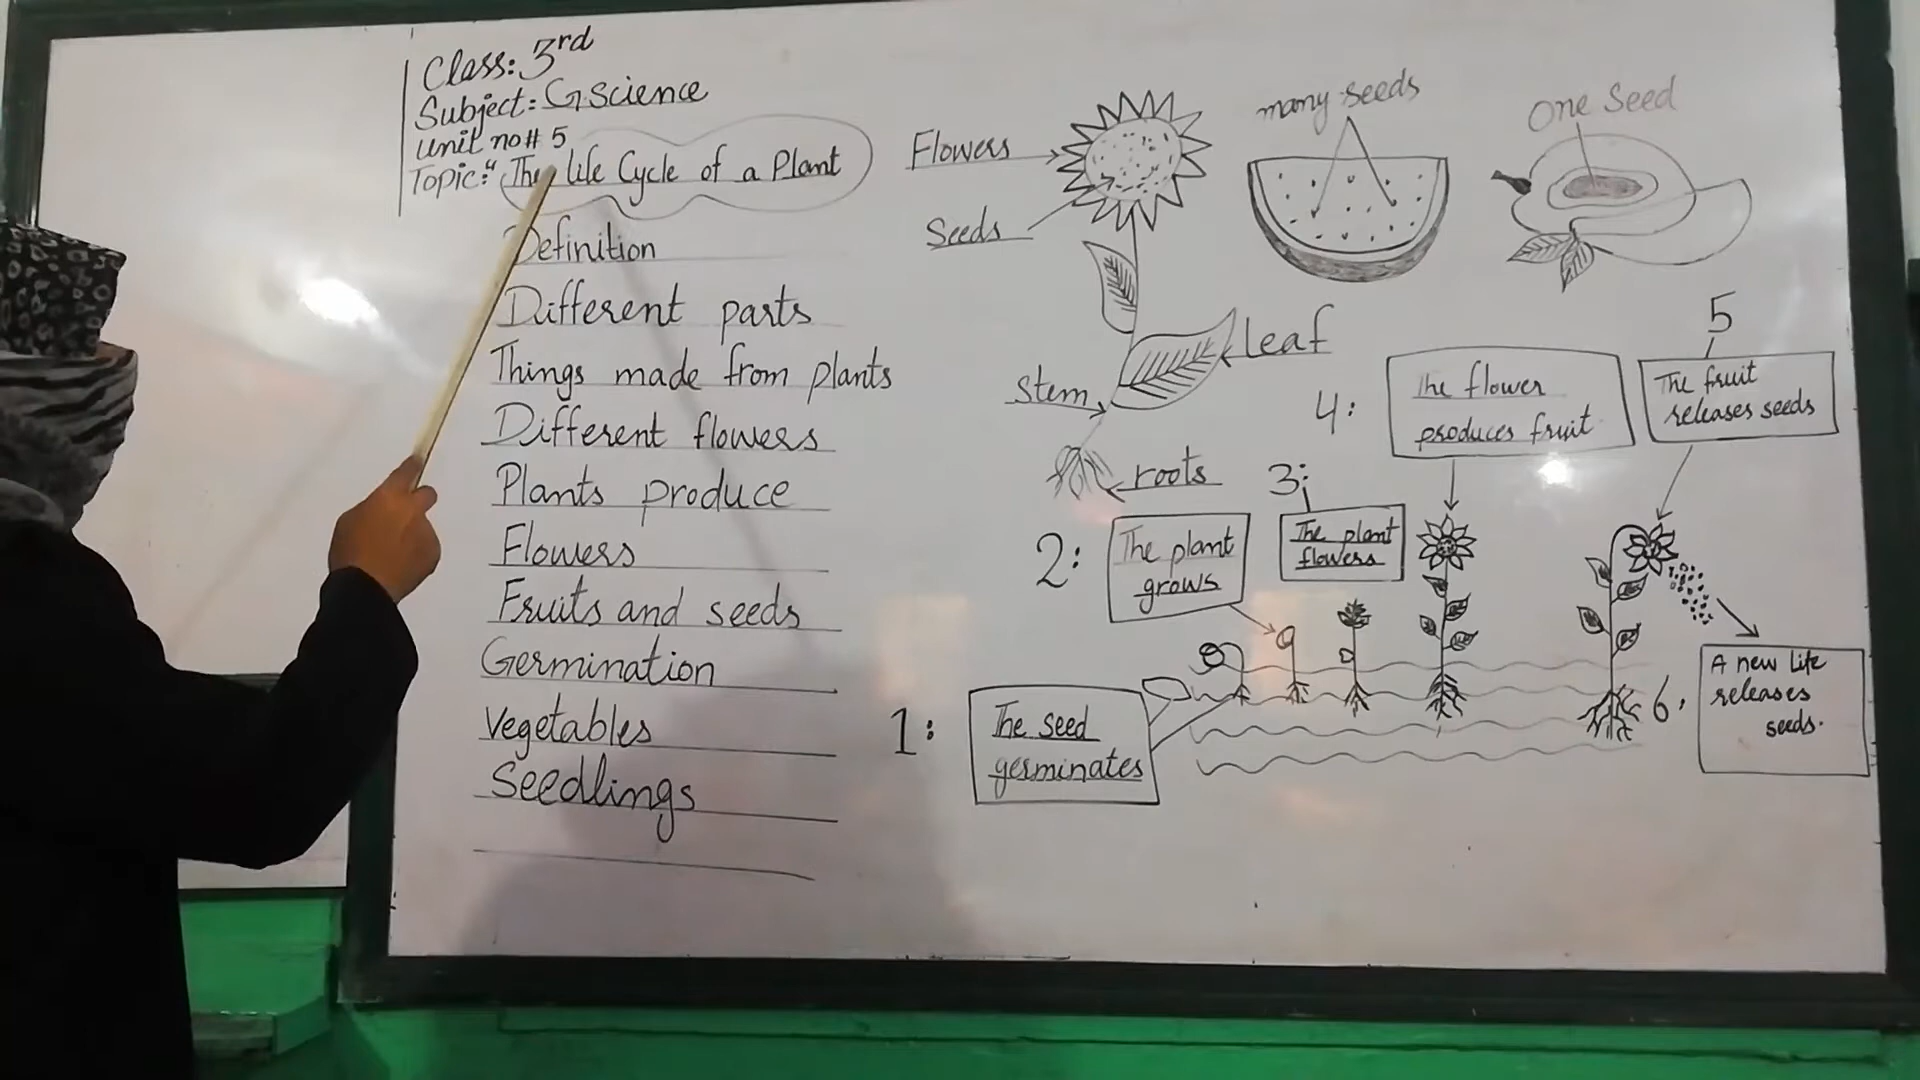 Class: 3rd
Subject: G.Science
Unit no# 5
Topic: "The life Cycle of a Plant
Definition
Different parts
Things made from plants
Different flowers
Plants produce
Flowers
Fruits and seeds
Germination
Vegetables
Seedlings
Flowers
Seeds
many seeds
One Seed
leaf
Stem
roots
1:
The seed
germinates
2:
The plant
grows
3:
The plant
flowers
4:
The flower
produces fruit
5
The fruit
releases seeds
6.
A new life
releases
seeds.